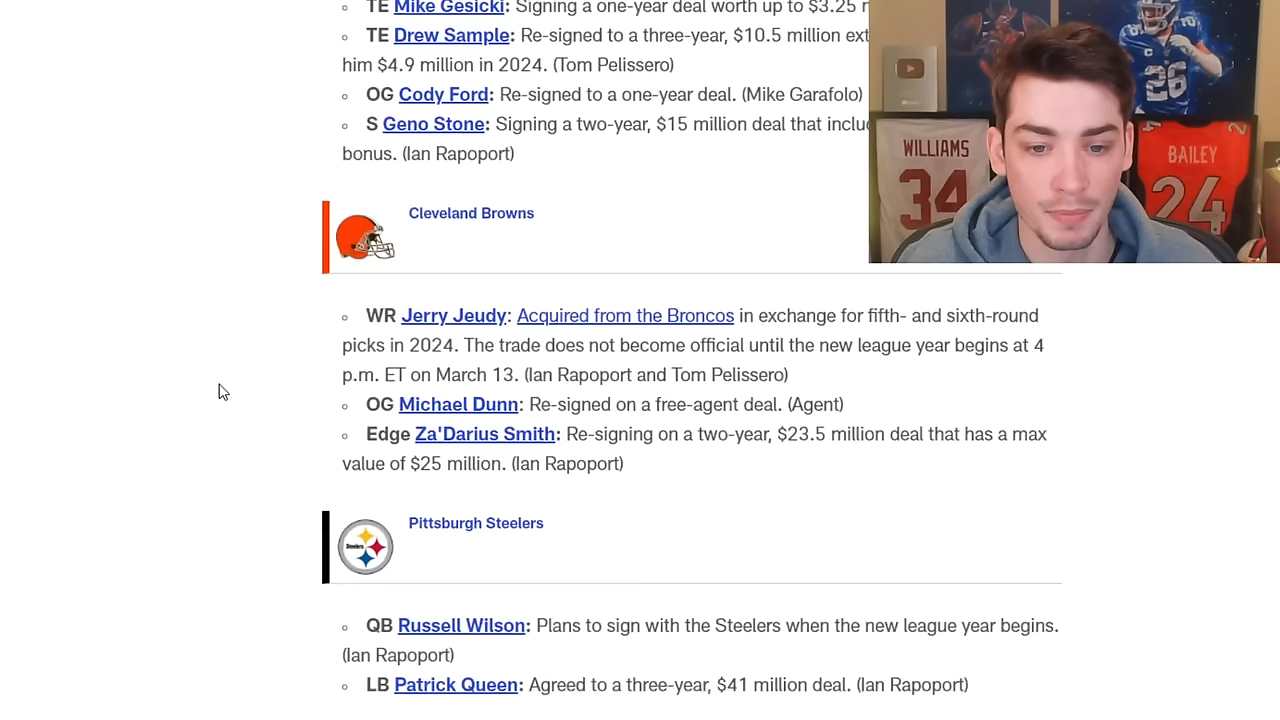 TE Mike Gesicki: Signing a one-year deal worth up to $3.25
TE Drew Sample: Re-signed to a three-year, $10.5 million
him $4.9 million in 2024. (Tom Pelissero)
OG Cody Ford: Re-signed to a one-year deal. (Mike Garafolo)
S Geno Stone: Signing a two-year, $15 million deal that
bonus. (Ian Rapoport)
WILLIAMS
34
26
BAILEY
24
Cleveland Browns
WR Jerry Jeudy: Acquired from the Broncos in exchange for fifth- and sixth-round
picks in 2024. The trade does not become official until the new league year begins at 4
p.m. ET on March 13. (Ian Rapoport and Tom Pelissero)
OG Michael Dunn: Re-signed on a free-agent deal. (Agent)
Edge Za'Darius Smith: Re-signing on a two-year, $23.5 million deal that has a max
value of $25 million. (Ian Rapoport)
Steelers
Pittsburgh Steelers
QB Russell Wilson: Plans to sign with the Steelers when the new league year begins.
(Ian Rapoport)
LB Patrick Queen: Agreed to a three-year, $41 million deal. (Ian Rapoport)